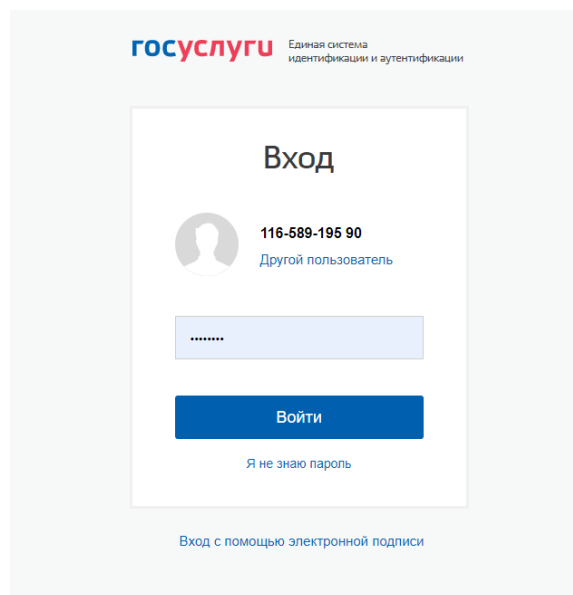 госуслуги
Единая система
идентификации и аутентификации
Вход
116-589-195 90
Другой пользователь
••••••••
Войти
Я не знаю пароль
Вход с помощью электронной подписи